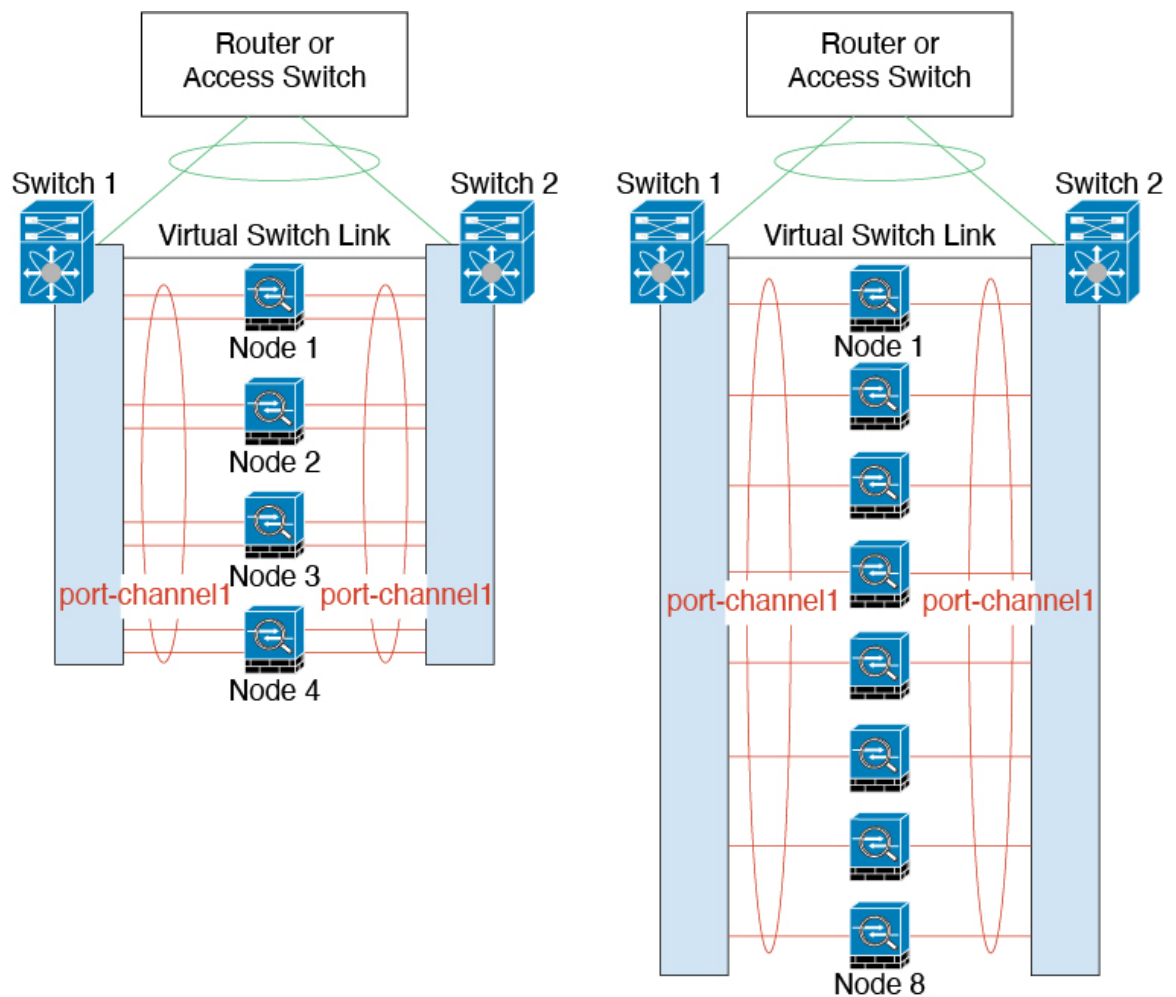 Router or
Access Switch
Switch 1
Switch 2
Virtual Switch Link
Node 1
Node 2
Node 3
port-channel1
port-channel1
Node 4
Router or
Access Switch
Switch 1
Switch 2
Virtual Switch Link
Node 1
port-channel1
port-channel1
Node 8